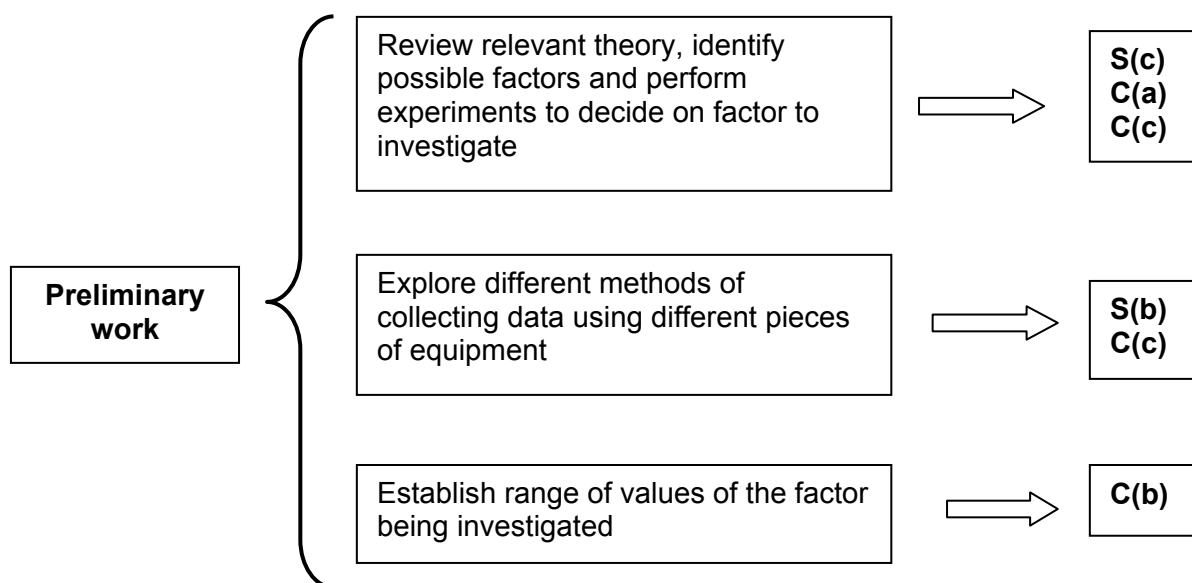 Preliminary
work
Review relevant theory, identify
possible factors and perform
experiments to decide on factor to
investigate
S(c)
C(a)
C(c)
Explore different methods of
collecting data using different pieces
of equipment
S(b)
C(c)
Establish range of values of the factor
being investigated
C(b)